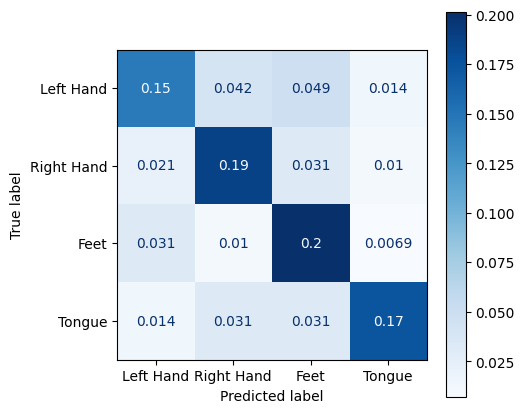 0.200
Left Hand 0.15 0.042 0.049 0.014
0.175
0.150
Right Hand 0.021 0.19 0.031 0.01
0.125
True label
0.100
Feet 0.031 0.01 0.2 0.0069
0.075
Tongue 0.014 0.031 0.031 0.17
0.050
0.025
Left Hand Right Hand Feet Tongue
Predicted label